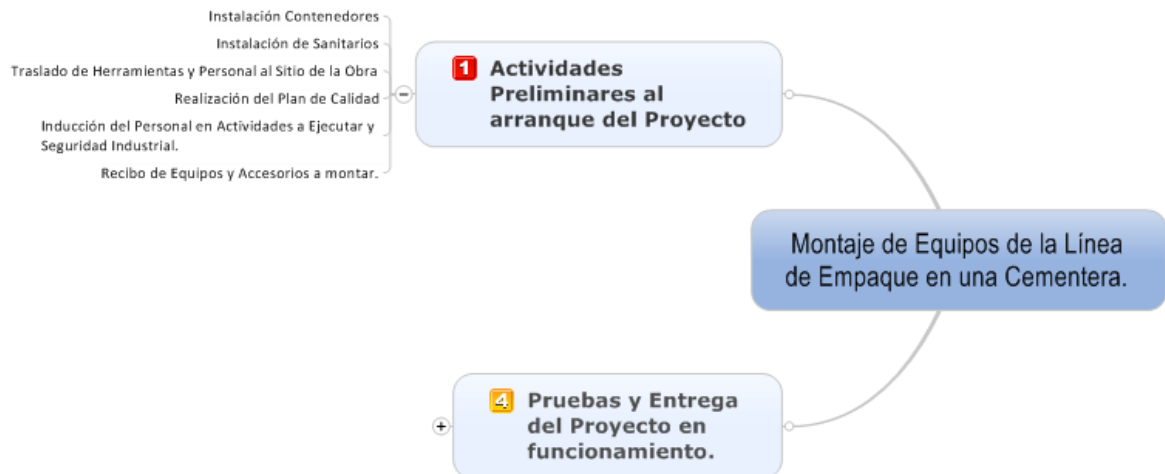 Instalación Contenedores
Instalación de Sanitarios
Traslado de Herramientas y Personal al Sitio de la Obra
Realización del Plan de Calidad
Inducción del Personal en Actividades a Ejecutar y
Seguridad Industrial.
Recibo de Equipos y Accesorios a montar.
1 Actividades
Preliminares al
arranque del Proyecto
Montaje de Equipos de la Línea
de Empaque en una Cementera.
4 Pruebas y Entrega
del Proyecto en
funcionamiento.